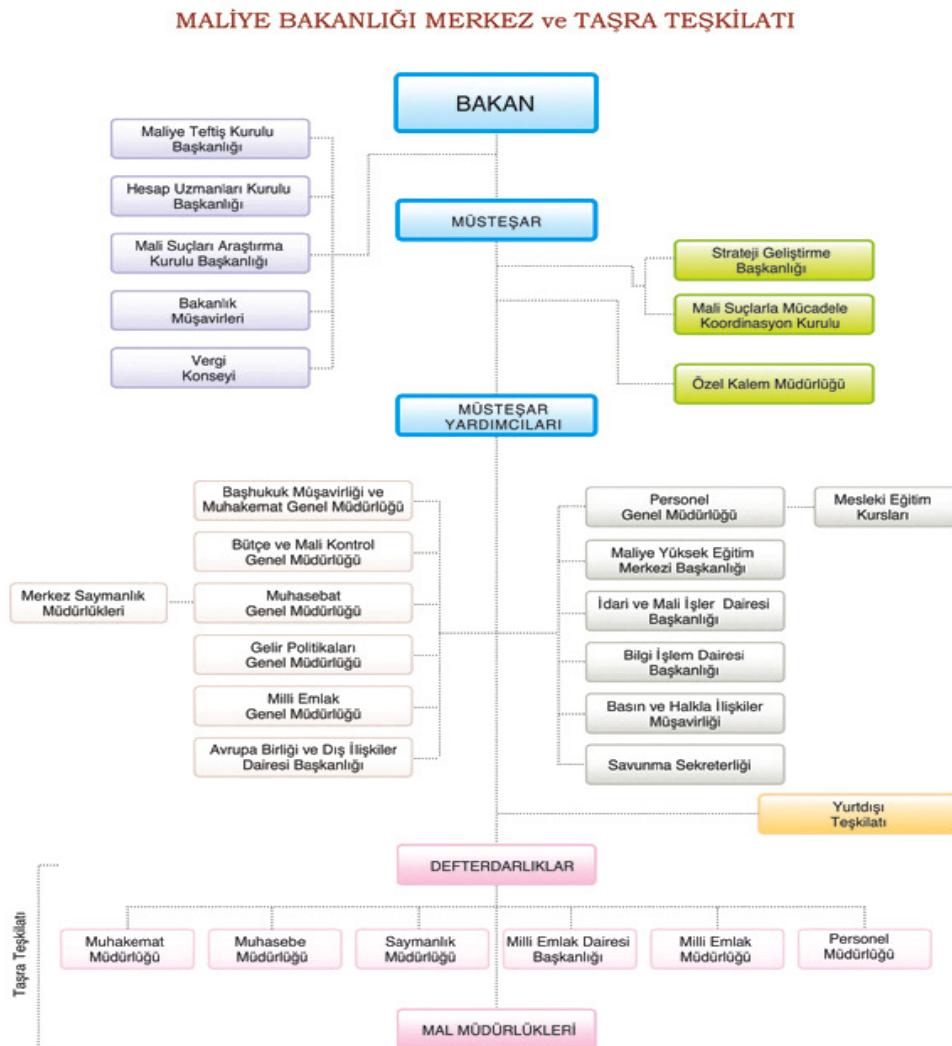 MALİYE BAKANLIĞI MERKEZ ve TAŞRA TEŞKİLATI
BAKAN
Maliye Teftiş Kurulu
Başkanlığı
Hesap Uzmanları Kurulu
Başkanlığı
Mali Suçları Araştırma
Kurulu Başkanlığı
Bakanlık
Müşavirleri
Vergi
Konseyi
MÜSTEŞAR
Strateji Geliştirme
Başkanlığı
Mali Suçlarla Mücadele
Koordinasyon Kurulu
Özel Kalem Müdürlüğü
MÜSTEŞAR
YARDIMCILARI
Başhukuk Müşavirliği ve
Muhakemat Genel Müdürlüğü
Bütçe ve Mali Kontrol
Genel Müdürlüğü
Merkez Saymanlık
Müdürlükleri
Muhasebat
Genel Müdürlüğü
Gelir Politikaları
Genel Müdürlüğü
Milli Emlak
Genel Müdürlüğü
Avrupa Birliği ve Dış İlişkiler
Dairesi Başkanlığı
Personel
Genel Müdürlüğü
Mesleki Eğitim
Kursları
Maliye Yüksek Eğitim
Merkezi Başkanlığı
İdari ve Mali İşler Dairesi
Başkanlığı
Bilgi İşlem Dairesi
Başkanlığı
Basın ve Halkla İlişkiler
Müşavirliği
Savunma Sekreterliği
Yurtdışı
Teşkilatı
DEFTERDARLIKLAR
Taşra Teşkilatı
Muhakemat
Müdürlüğü
Muhasebe
Müdürlüğü
Saymanlık
Müdürlüğü
Milli Emlak Dairesi
Başkanlığı
Milli Emlak
Müdürlüğü
Personel
Müdürlüğü
MAL MÜDÜRLÜKLERİ